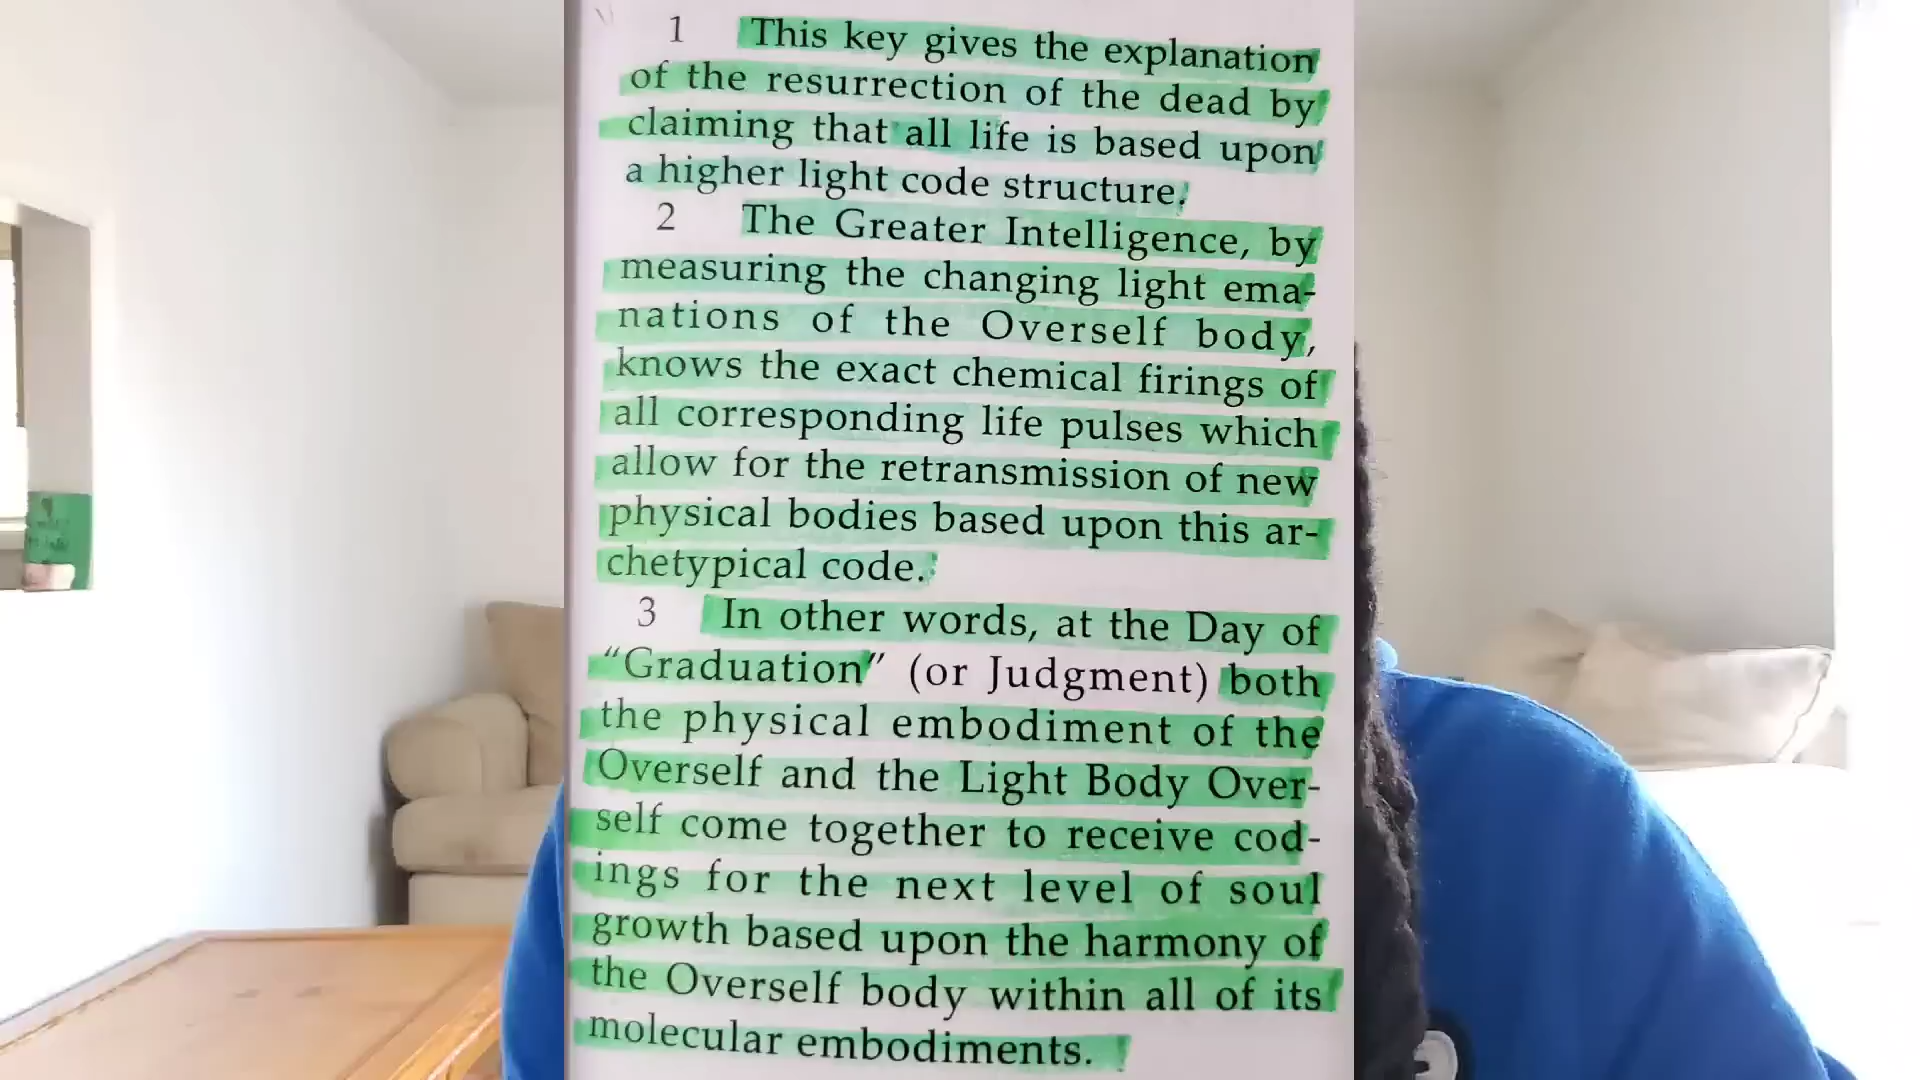 1 This key gives the explanation
of the resurrection of the dead by
claiming that all life is based upon
a higher light code structure.
2 The Greater Intelligence, by
measuring the changing light ema-
nations of the Overself body,
knows the exact chemical firings of
all corresponding life pulses which
allow for the retransmission of new
physical bodies based upon this ar-
chetypical code.
3 In other words, at the Day of
“Graduation” (or Judgment) both
the physical embodiment of the
Overself and the Light Body Over-
self come together to receive cod-
ings for the next level of soul
growth based upon the harmony of
the Overself body within all of its
molecular embodiments.